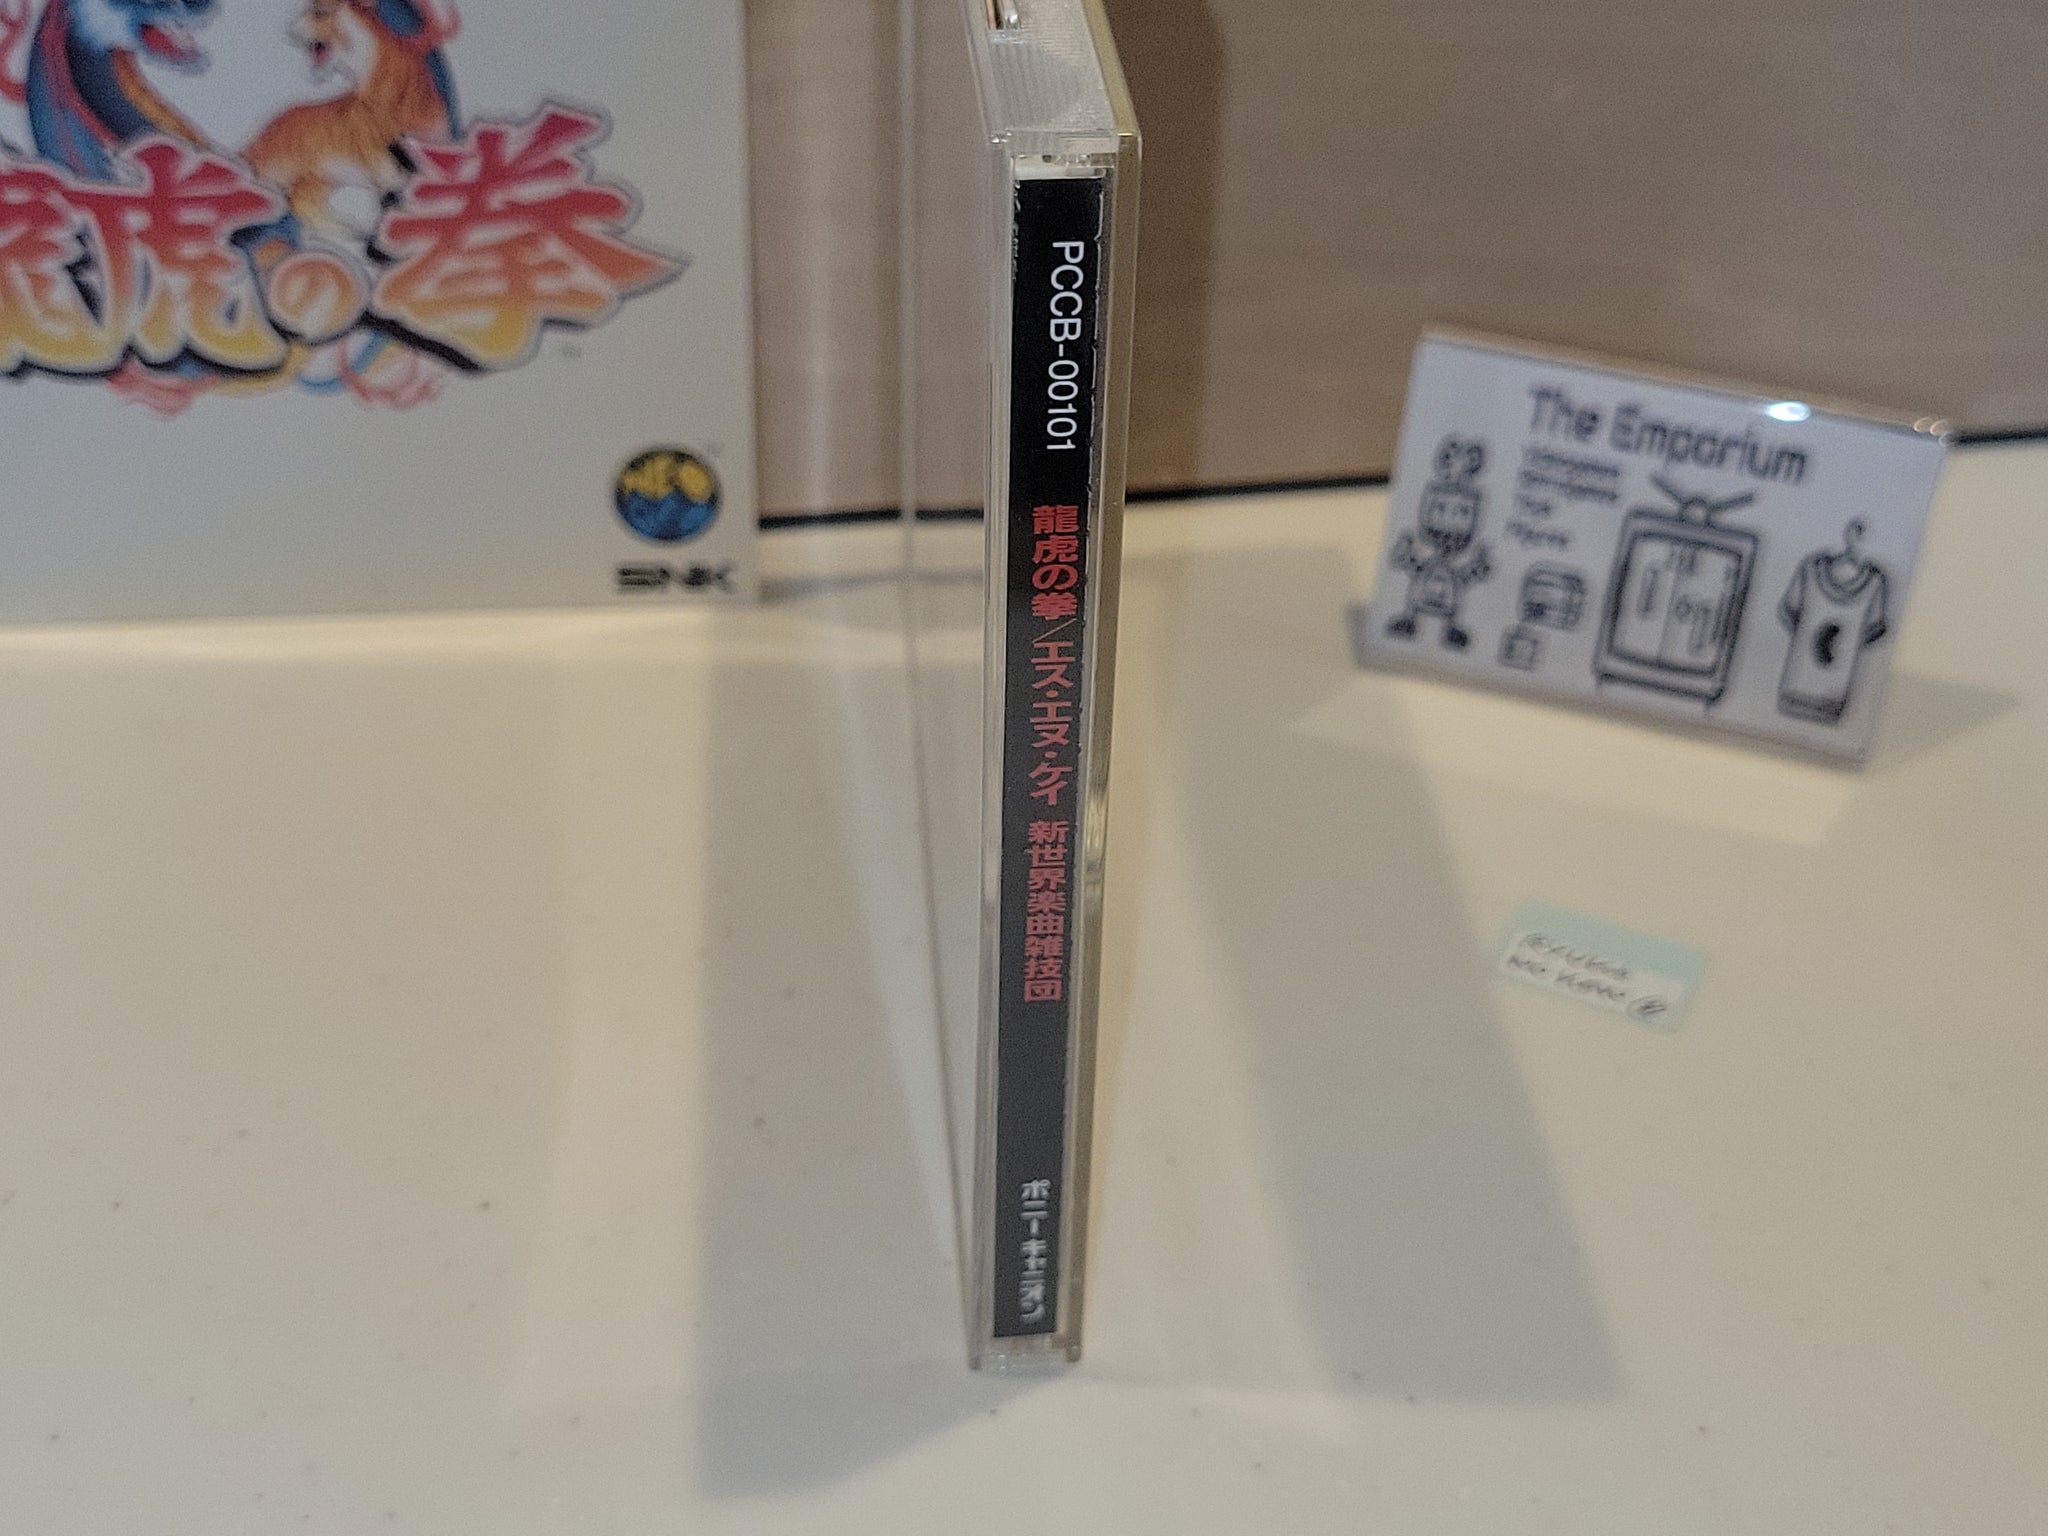 龍虎の拳
NEO
SNK
PCCB-00101 龍虎の拳/エス・エヌ・ケイ 新世界楽曲雑技団 ポニーキャニオン
The Emporium